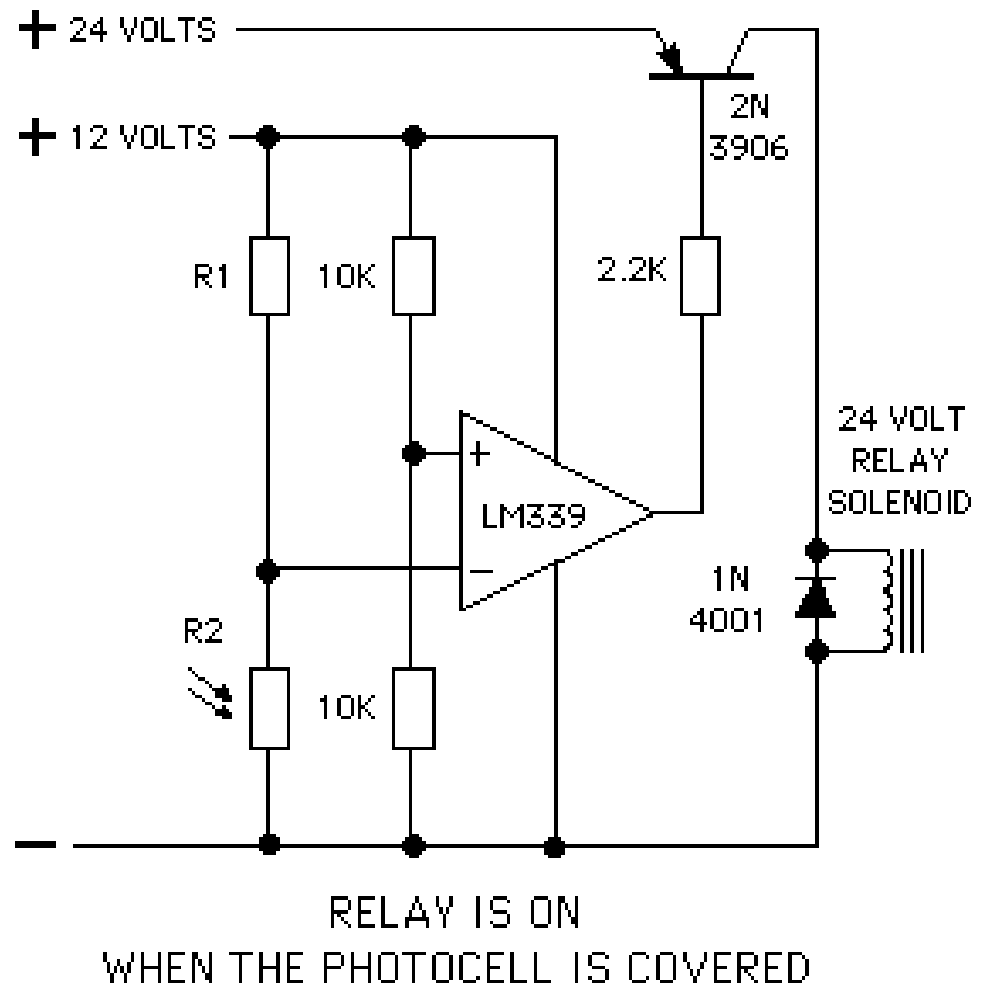 + 24 VOLTS
2N
3906
+ 12 VOLTS
R1
10K
2.2K
24 VOLT
RELAY
SOLENOID
+
LM339
−
1N
4001
R2
10K
−
RELAY IS ON
WHEN THE PHOTOCELL IS COVERED